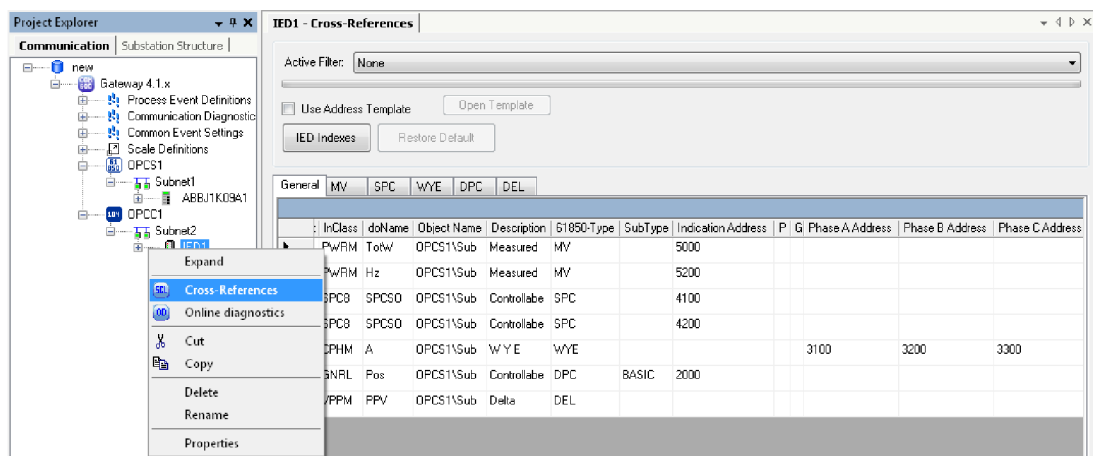 Project Explorer
Communication Substation Structure
new
Gateway 4.1.x
Process Event Definitions
Communication Diagnostic
Common Event Settings
Scale Definitions
OPCS1
Subnet1
ABBJ1K09A1
OPCC1
Subnet2
IED1
Expand
Cross-References
Online diagnostics
Cut
Copy
Delete
Rename
Properties
IED1 - Cross-References
Active Filter: None
Use Address Template Open Template
IED Indexes Restore Default
General MV SPC WYE DPC DEL
: InClass doName Object Name Description 61850-Type SubType Indication Address P G Phase A Address Phase B Address Phase C Address
PWRM TotW OPCS1\Sub Measured MV 5000
PWRM Hz OPCS1\Sub Measured MV 5200
SPC8 SPCSO OPCS1\Sub Controllabe SPC 4100
SPC8 SPCSO OPCS1\Sub Controllabe SPC 4200
CPHM A OPCS1\Sub W Y E WYE 3100 3200 3300
GNRL Pos OPCS1\Sub Controllabe DPC BASIC 2000
VPPM PPV OPCS1\Sub Delta DEL